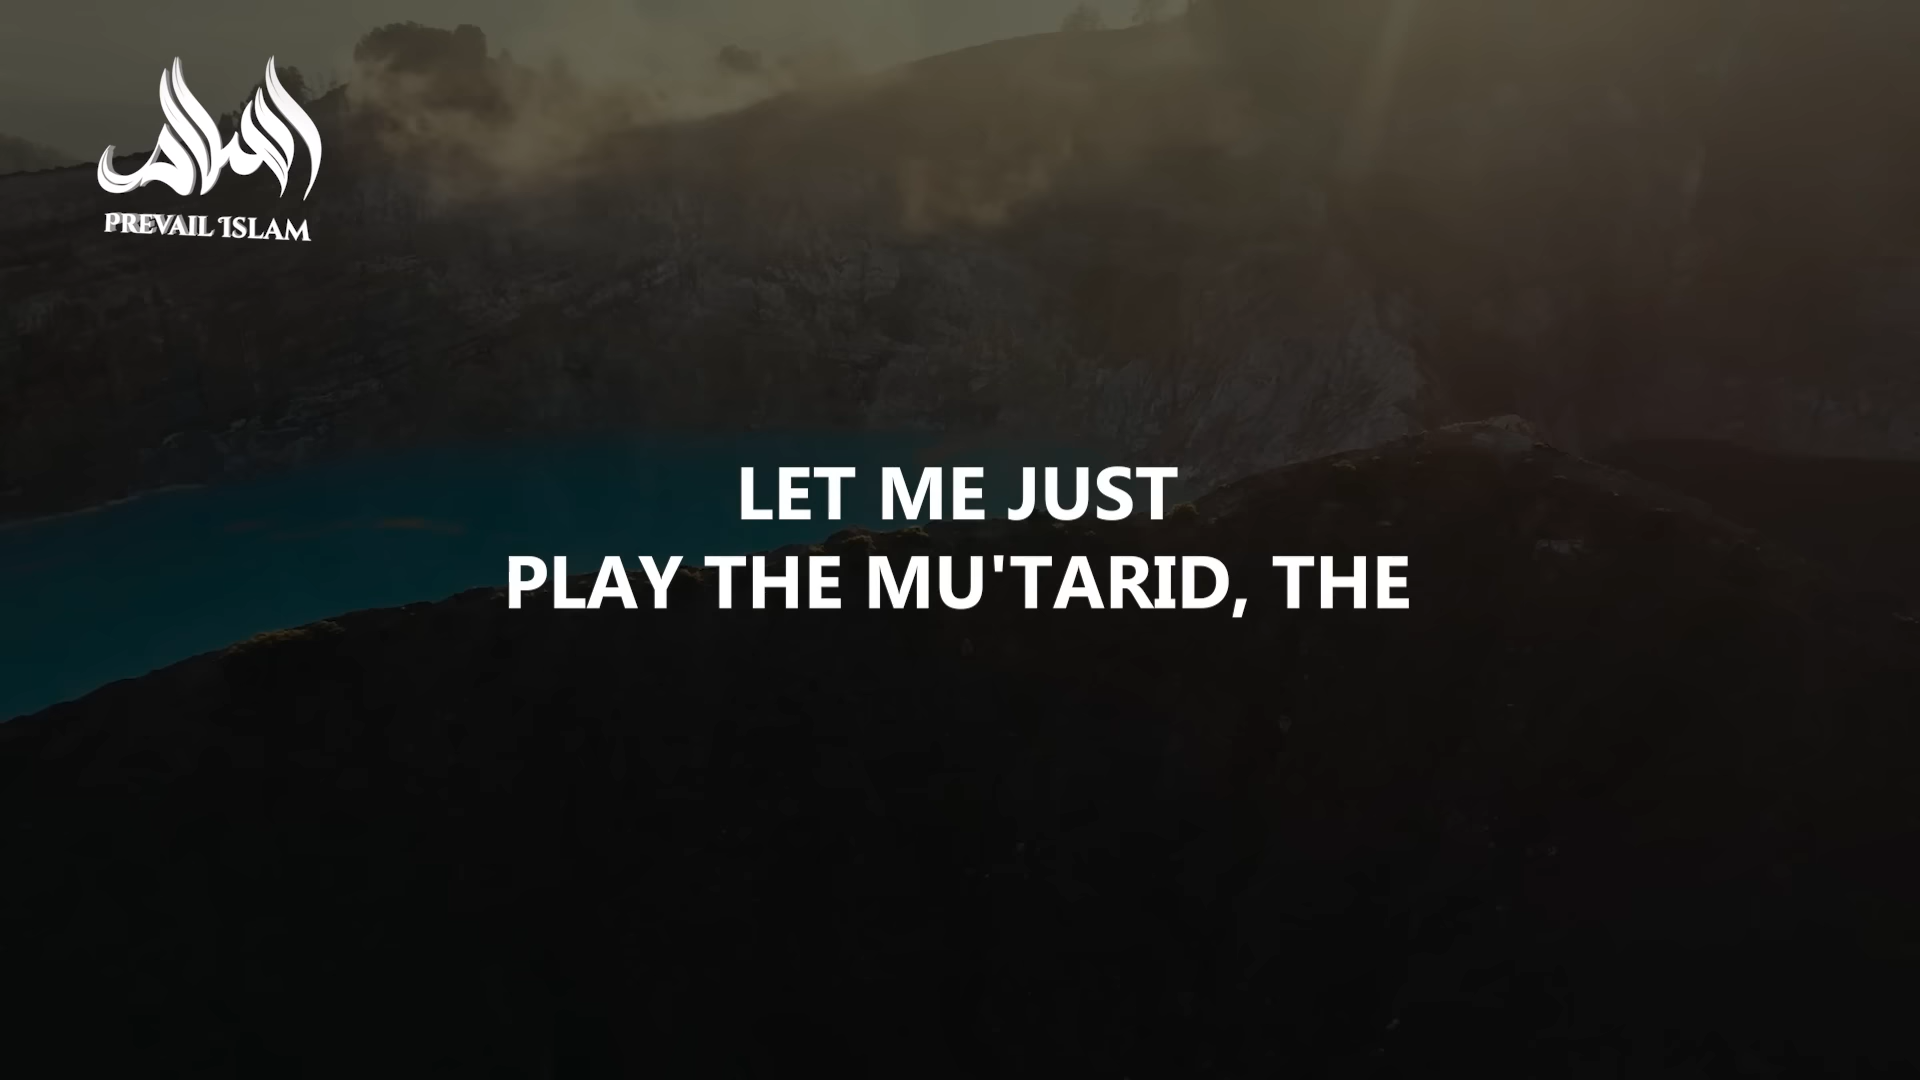 PREVAIL ISLAM
LET ME JUST
PLAY THE MU'TARID, THE